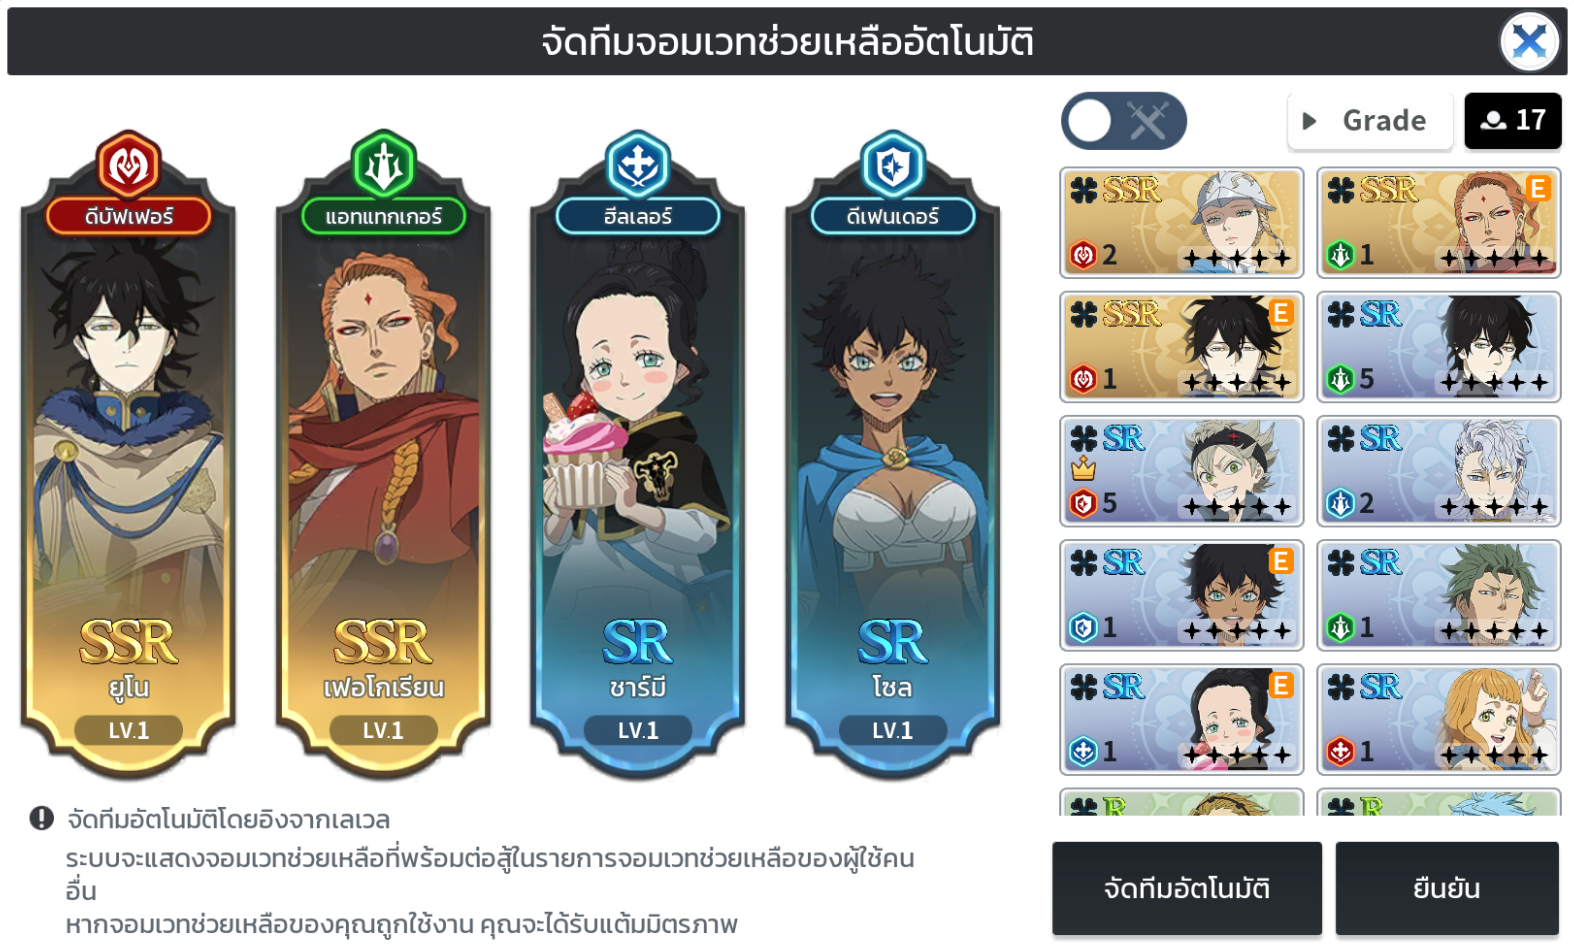 จัดทีมจอมเวทช่วยเหลืออัตโนมัติ
Grade
17
ดีบัฟเฟอร์
แอทแทกเกอร์
ฮีลเลอร์
ดีเฟนเดอร์
SSR
2
SSR
E
1
SSR
E
1
SR
5
SR
5
SR
2
SR
E
1
SR
1
SR
E
1
SR
1
R
R
SSR
ยูโน
LV.1
SSR
เฟอโกเรียน
LV.1
SR
ชาร์มี
LV.1
SR
โซล
LV.1
จัดทีมอัตโนมัติโดยอิงจากเลเวล
ระบบจะแสดงจอมเวทช่วยเหลือที่พร้อมต่อสู้ในรายการจอมเวทช่วยเหลือของผู้ใช้คน
อื่น
หากจอมเวทช่วยเหลือของคุณถูกใช้งาน คุณจะได้รับแต้มมิตรภาพ
จัดทีมอัตโนมัติ
ยืนยัน